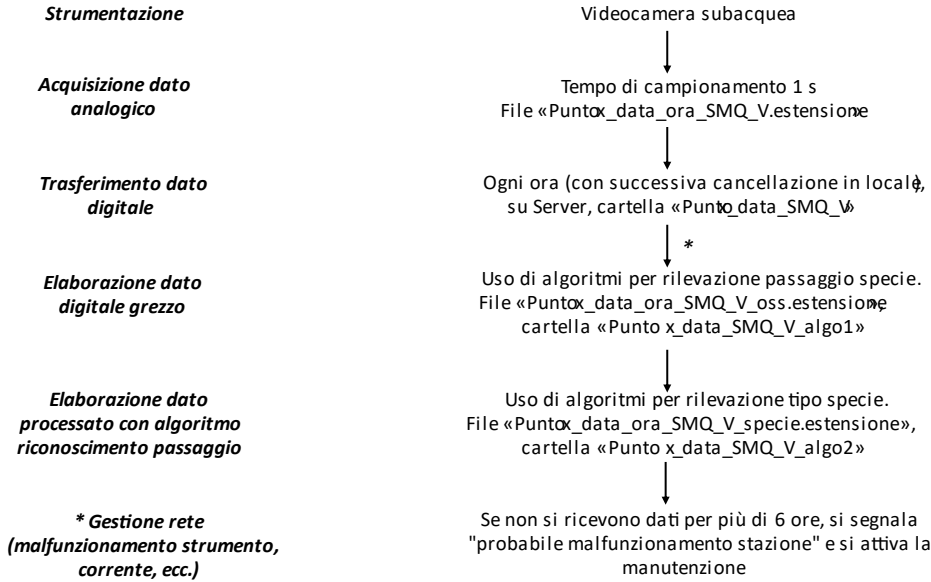 Strumentazione
Videocamera subacquea
Acquisizione dato
analogico
Tempo di campionamento 1 s
File «Puntox_data_ora_SMQ_V.estensione»
Trasferimento dato
digitale
Ogni ora (con successiva cancellazione in locale),
su Server, cartella «Puntox_data_SMQ_V»
*
Elaborazione dato
digitale grezzo
Uso di algoritmi per rilevazione passaggio specie.
File «Puntox_data_ora_SMQ_V_oss.estensione»,
cartella «Punto x_data_SMQ_V_algo1»
Elaborazione dato
processato con algoritmo
riconoscimento passaggio
Uso di algoritmi per rilevazione tipo specie.
File «Puntox_data_ora_SMQ_V_specie.estensione»,
cartella «Punto x_data_SMQ_V_algo2»
* Gestione rete
(malfunzionamento strumento,
corrente, ecc.)
Se non si ricevono dati per più di 6 ore, si segnala
"probabile malfunzionamento stazione" e si attiva la
manutenzione